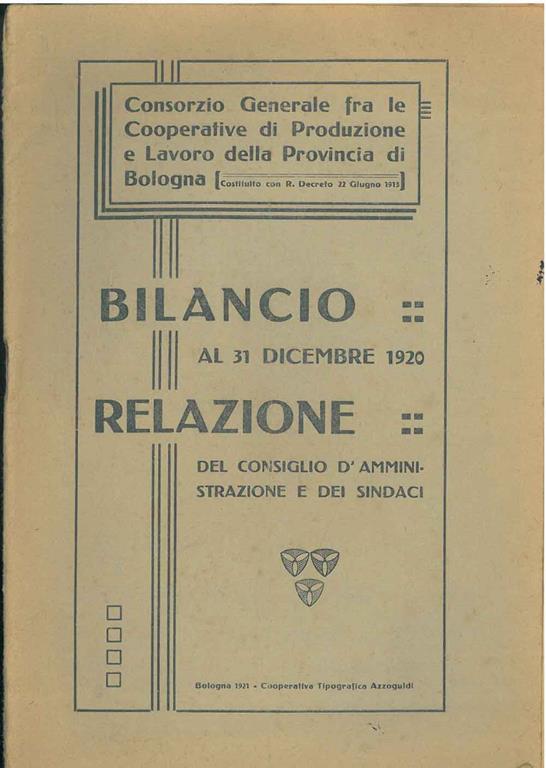 Consorzio Generale fra le
Cooperative di Produzione
e Lavoro della Provincia di
Bologna [Costituito con R. Decreto 22 Giugno 1913]
BILANCIO ::
AL 31 DICEMBRE 1920
RELAZIONE ::
DEL CONSIGLIO D'AMMINI-
STRAZIONE E DEI SINDACI
Bologna 1921 - Cooperativa Tipografica Azzoguidi